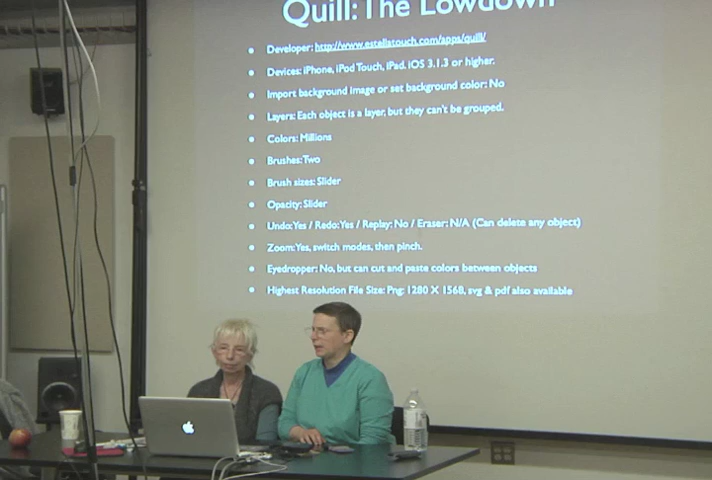 Quill: The Lowdown
Developer: http://www.estellatouch.com/apps/quill/
Devices: iPhone, iPod Touch, iPad. iOS 3.1.3 or higher.
Import background image or set background color: No
Layers: Each object is a layer, but they can't be grouped.
Colors: Millions
Brushes: Two
Brush sizes: Slider
Opacity: Slider
Undo: Yes / Redo: Yes / Replay: No / Eraser: N/A (Can delete any object)
Zoom: Yes, switch modes, then pinch.
Eyedropper: No, but can cut and paste colors between objects
Highest Resolution File Size: Png: 1280 X 1568, svg & pdf also available